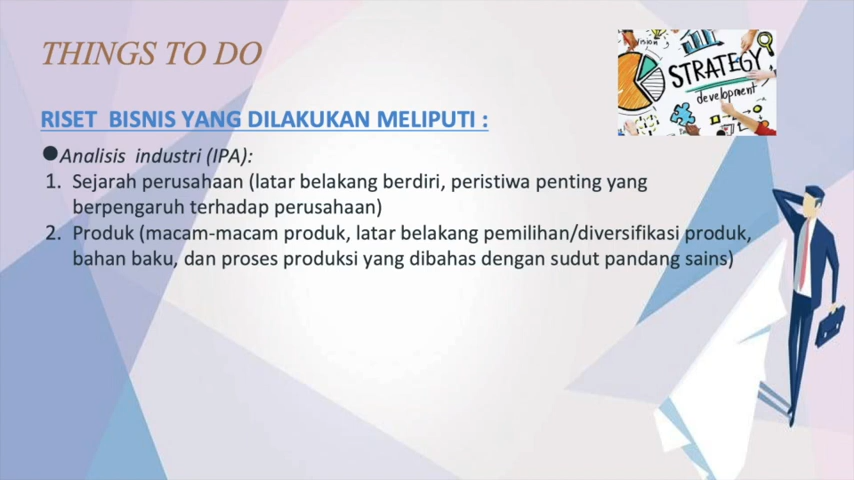 THINGS TO DO
Vision
STRATEGY
development
RISET BISNIS YANG DILAKUKAN MELIPUTI :
●Analisis industri (IPA):
1. Sejarah perusahaan (latar belakang berdiri, peristiwa penting yang
berpengaruh terhadap perusahaan)
2. Produk (macam-macam produk, latar belakang pemilihan/diversifikasi produk,
bahan baku, dan proses produksi yang dibahas dengan sudut pandang sains)